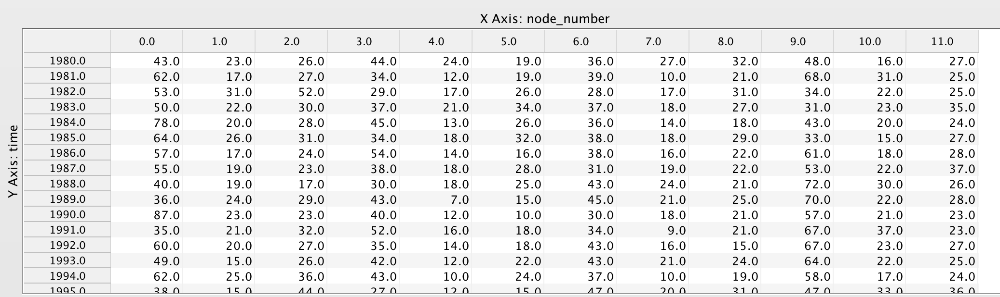 X Axis: node_number
0.0 1.0 2.0 3.0 4.0 5.0 6.0 7.0 8.0 9.0 10.0 11.0
Y Axis: time
1980.0 43.0 23.0 26.0 44.0 24.0 19.0 36.0 27.0 32.0 48.0 16.0 27.0
1981.0 62.0 17.0 27.0 34.0 12.0 19.0 39.0 10.0 21.0 68.0 31.0 25.0
1982.0 53.0 31.0 52.0 29.0 17.0 26.0 28.0 17.0 31.0 34.0 22.0 25.0
1983.0 50.0 22.0 30.0 37.0 21.0 34.0 37.0 18.0 27.0 31.0 23.0 35.0
1984.0 78.0 20.0 28.0 45.0 13.0 26.0 36.0 14.0 18.0 43.0 20.0 24.0
1985.0 64.0 26.0 31.0 34.0 18.0 32.0 38.0 18.0 29.0 33.0 15.0 27.0
1986.0 57.0 17.0 24.0 54.0 14.0 16.0 38.0 16.0 22.0 61.0 18.0 28.0
1987.0 55.0 19.0 23.0 38.0 18.0 28.0 31.0 19.0 22.0 53.0 22.0 37.0
1988.0 40.0 19.0 17.0 30.0 18.0 25.0 43.0 24.0 21.0 72.0 30.0 26.0
1989.0 36.0 24.0 29.0 43.0 7.0 15.0 45.0 21.0 25.0 70.0 22.0 28.0
1990.0 87.0 23.0 23.0 40.0 12.0 10.0 30.0 18.0 21.0 57.0 21.0 23.0
1991.0 35.0 21.0 32.0 52.0 16.0 18.0 34.0 9.0 21.0 67.0 37.0 23.0
1992.0 60.0 20.0 27.0 35.0 14.0 18.0 43.0 16.0 15.0 67.0 23.0 27.0
1993.0 49.0 15.0 26.0 42.0 12.0 22.0 43.0 21.0 24.0 64.0 22.0 25.0
1994.0 62.0 25.0 36.0 43.0 10.0 24.0 37.0 10.0 19.0 58.0 17.0 24.0
1995.0 38.0 15.0 44.0 27.0 12.0 15.0 47.0 20.0 31.0 47.0 33.0 36.0